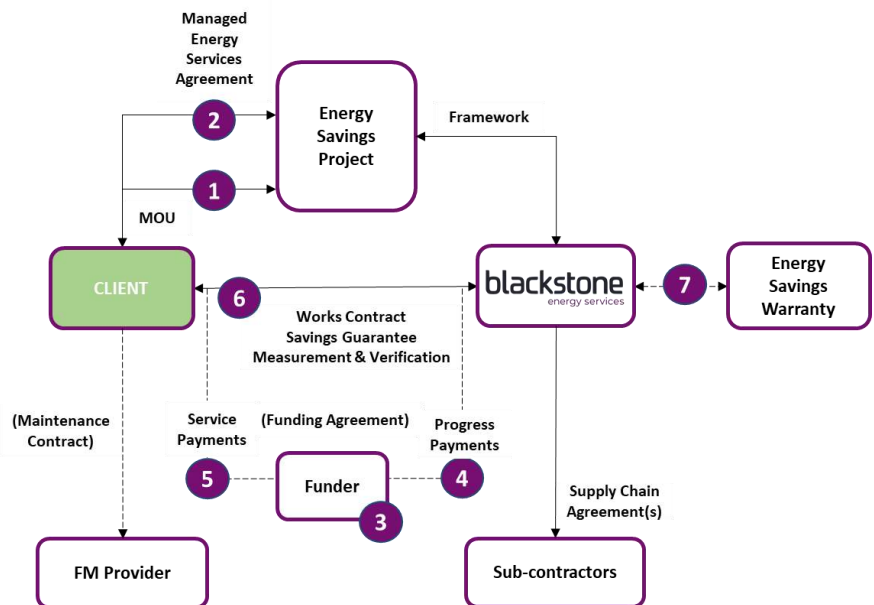 Managed
Energy
Services
Agreement
2
Energy
Savings
Project
Framework
1
MOU
CLIENT
6
blackstone
energy services
7
Energy
Savings
Warranty
Works Contract
Savings Guarantee
Measurement & Verification
(Maintenance
Contract)
Service
Payments
(Funding Agreement)
Progress
Payments
5
Funder
4
3
Supply Chain
Agreement(s)
FM Provider
Sub-contractors